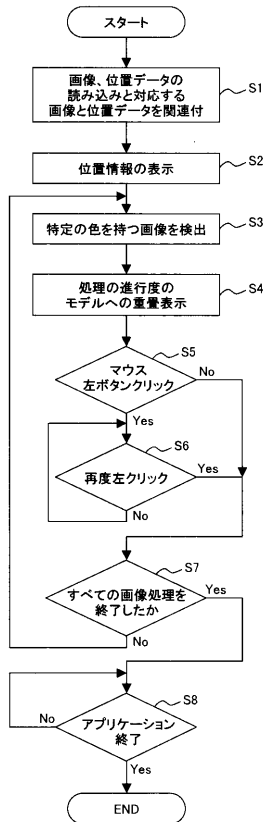 スタート
画像、位置データの
読み込みと対応する
画像と位置データを関連付
S1
位置情報の表示
S2
特定の色を持つ画像を検出
S3
処理の進行度の
モデルへの重畳表示
S4
S5
マウス
左ボタンクリック
No
Yes
S6
再度左クリック
Yes
No
S7
すべての画像処理を
終了したか
Yes
No
S8
アプリケーション
終了
No
Yes
END